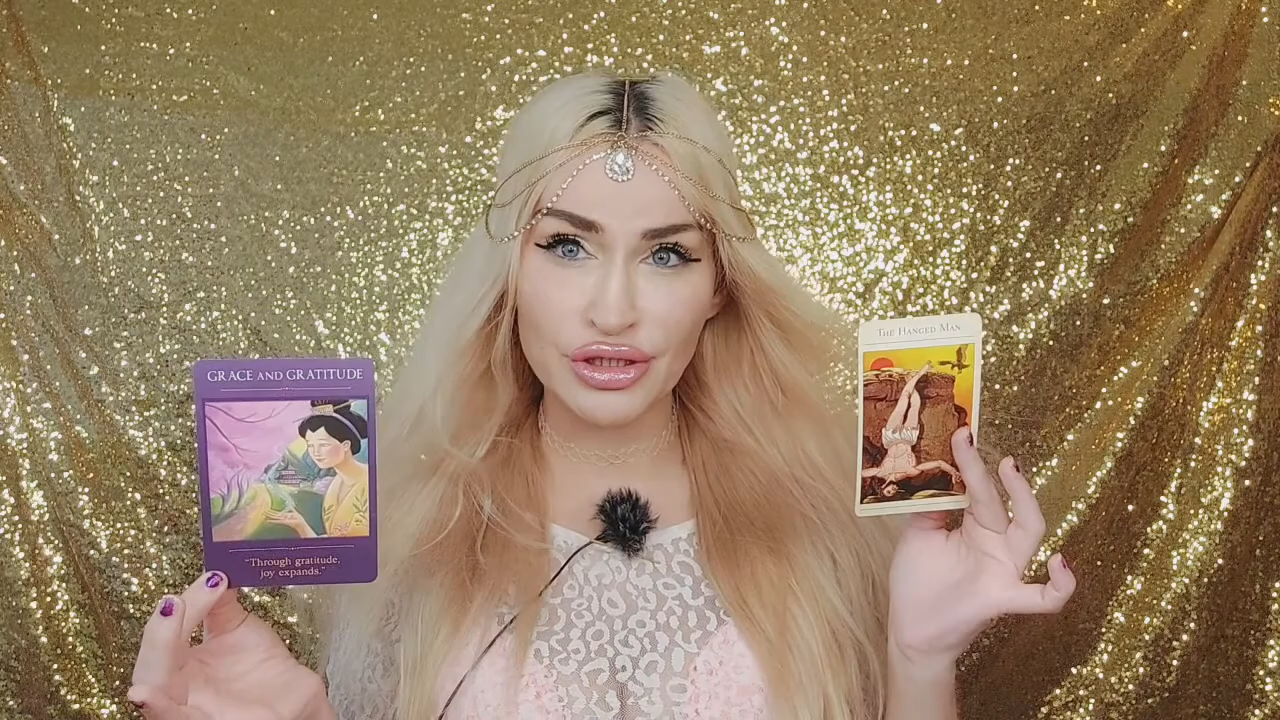 GRACE AND GRATITUDE
"Through gratitude,
joy expands."
THE HANGED MAN